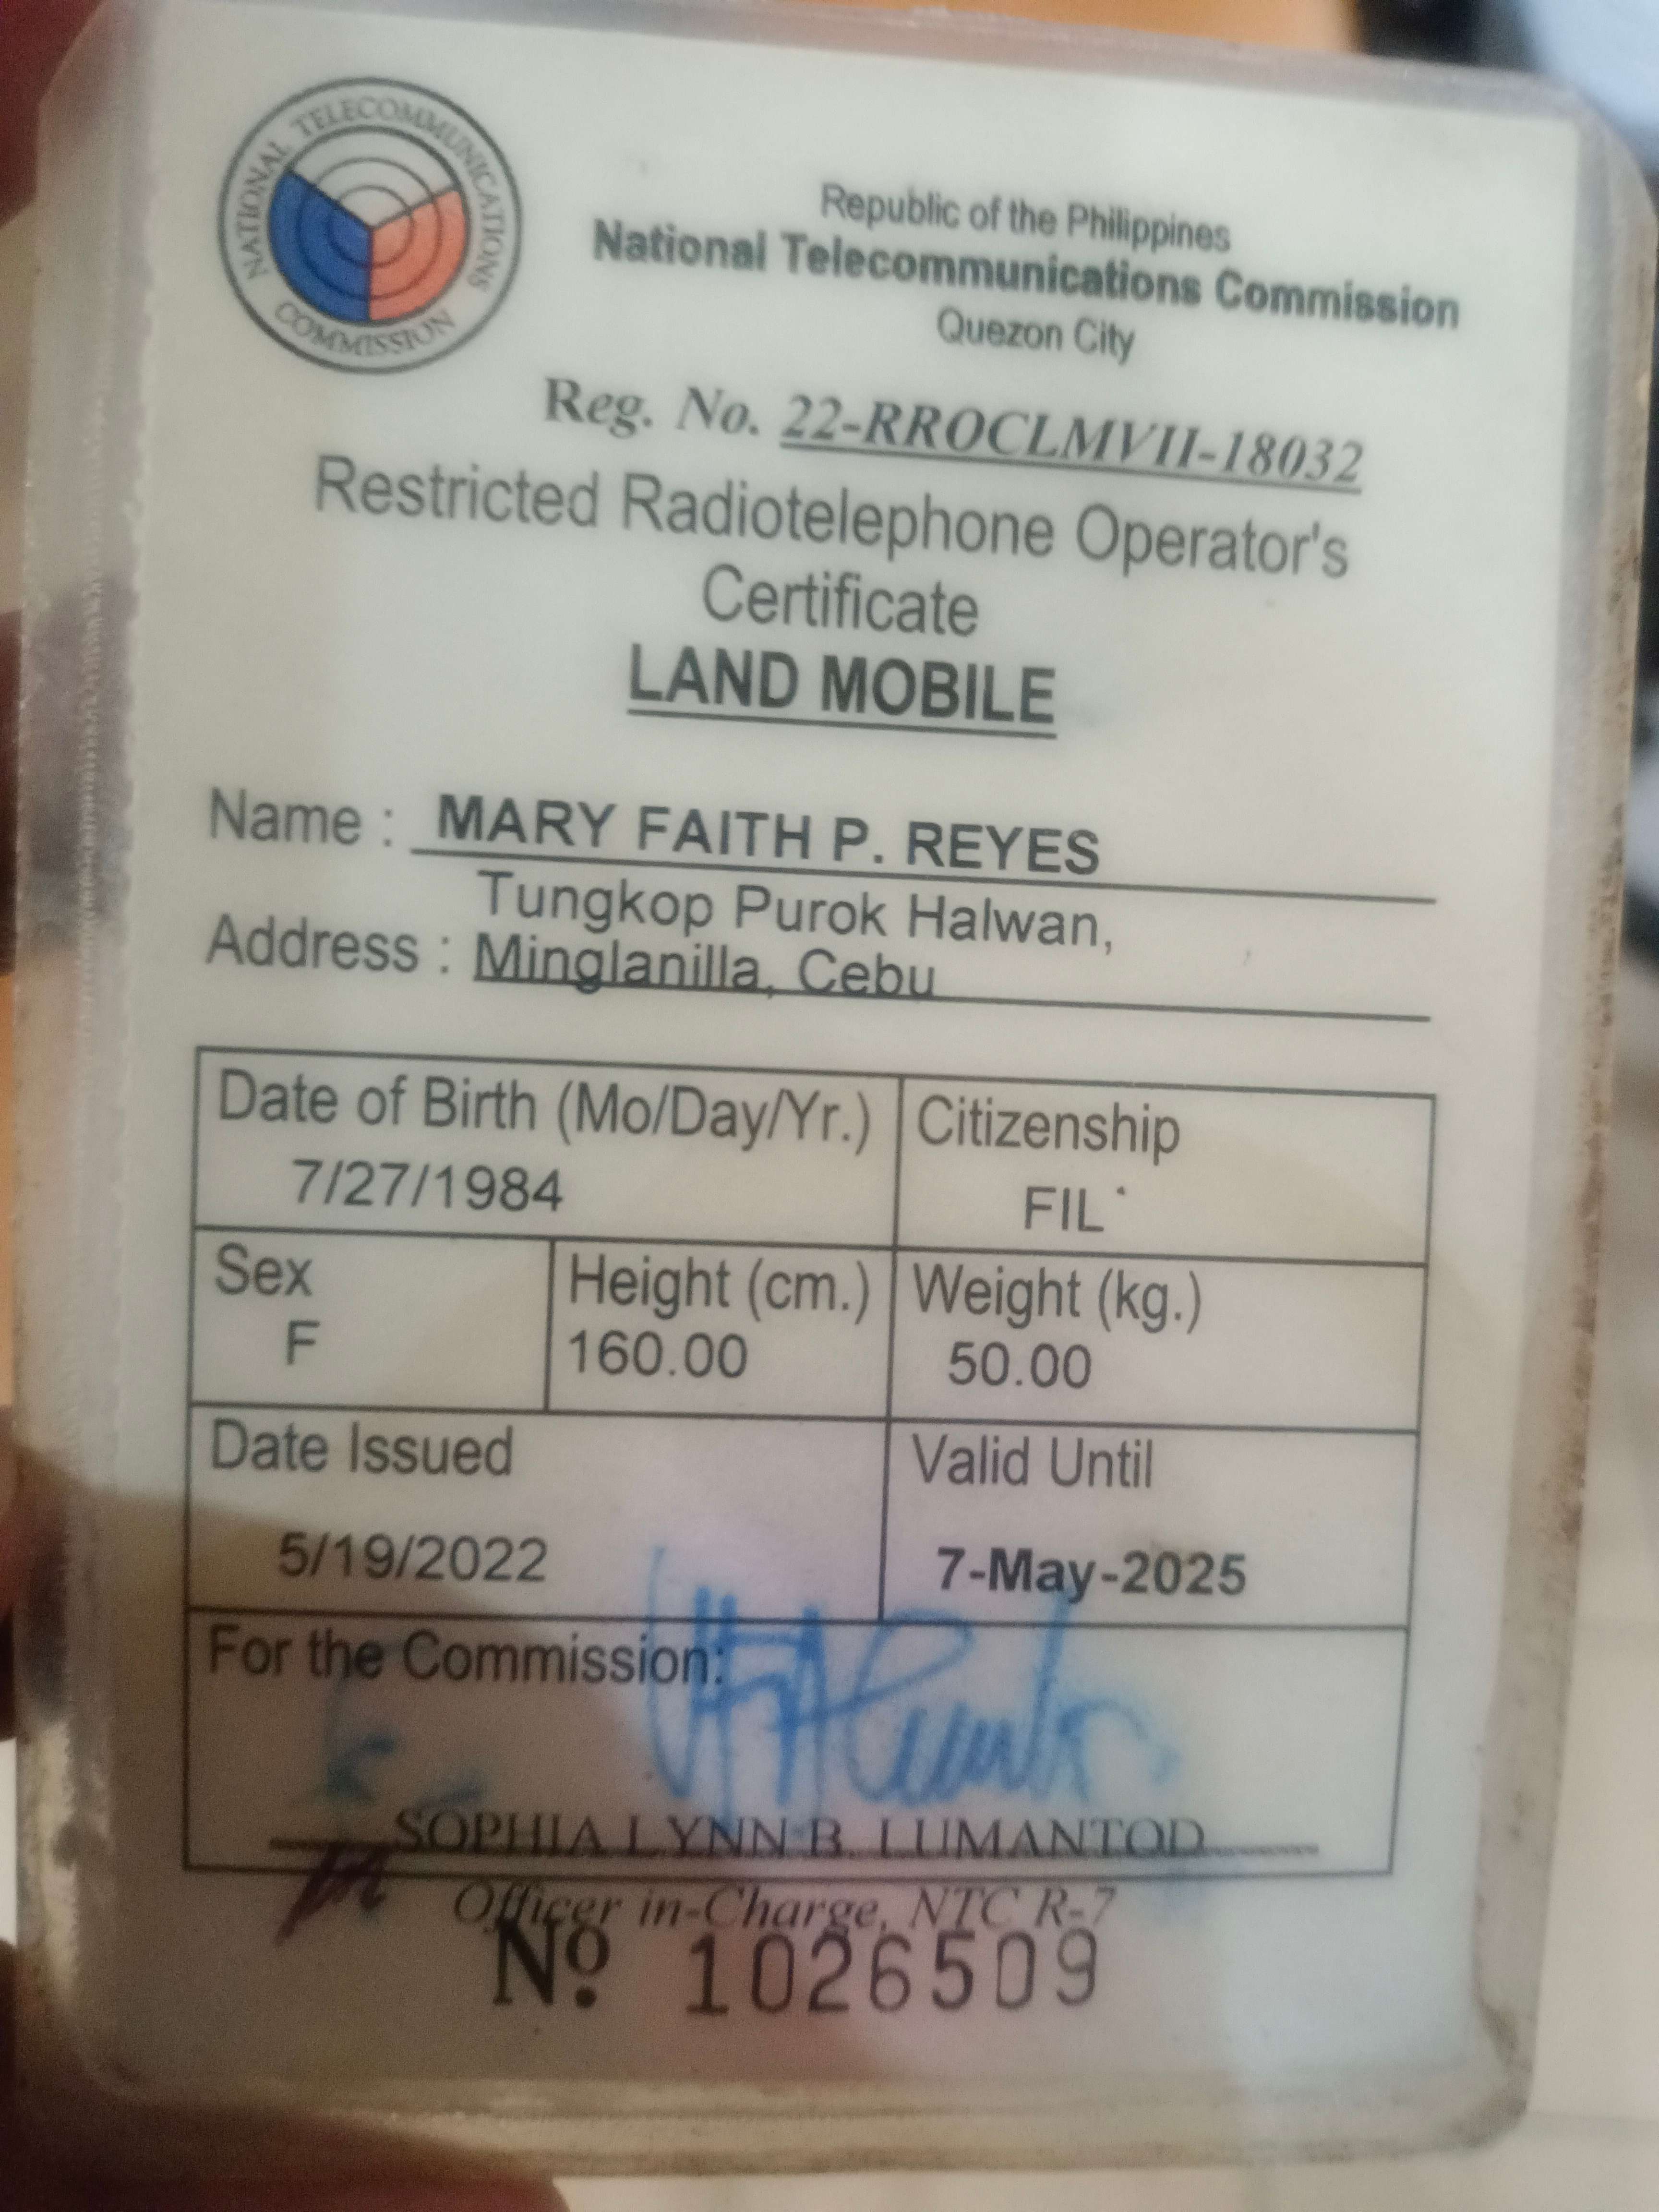 NATIONAL TELECOMMUNICATIONS COMMISSION
Republic of the Philippines
National Telecommunications Commission
Quezon City
Reg. No. 22-RROCLMVII-18032
Restricted Radiotelephone Operator's
Certificate
LAND MOBILE
Name : MARY FAITH P. REYES
Tungkop Purok Halwan,
Address : Minglanilla, Cebu
Date of Birth (Mo/Day/Yr.) Citizenship
7/27/1984 FIL
Sex Height (cm.) Weight (kg.)
F 160.00 50.00
Date Issued Valid Until
5/19/2022 7-May-2025
For the Commission:
SOPHIA LYNN B. LUMANTOD
Officer in-Charge, NTC R-7
Nº 1026509